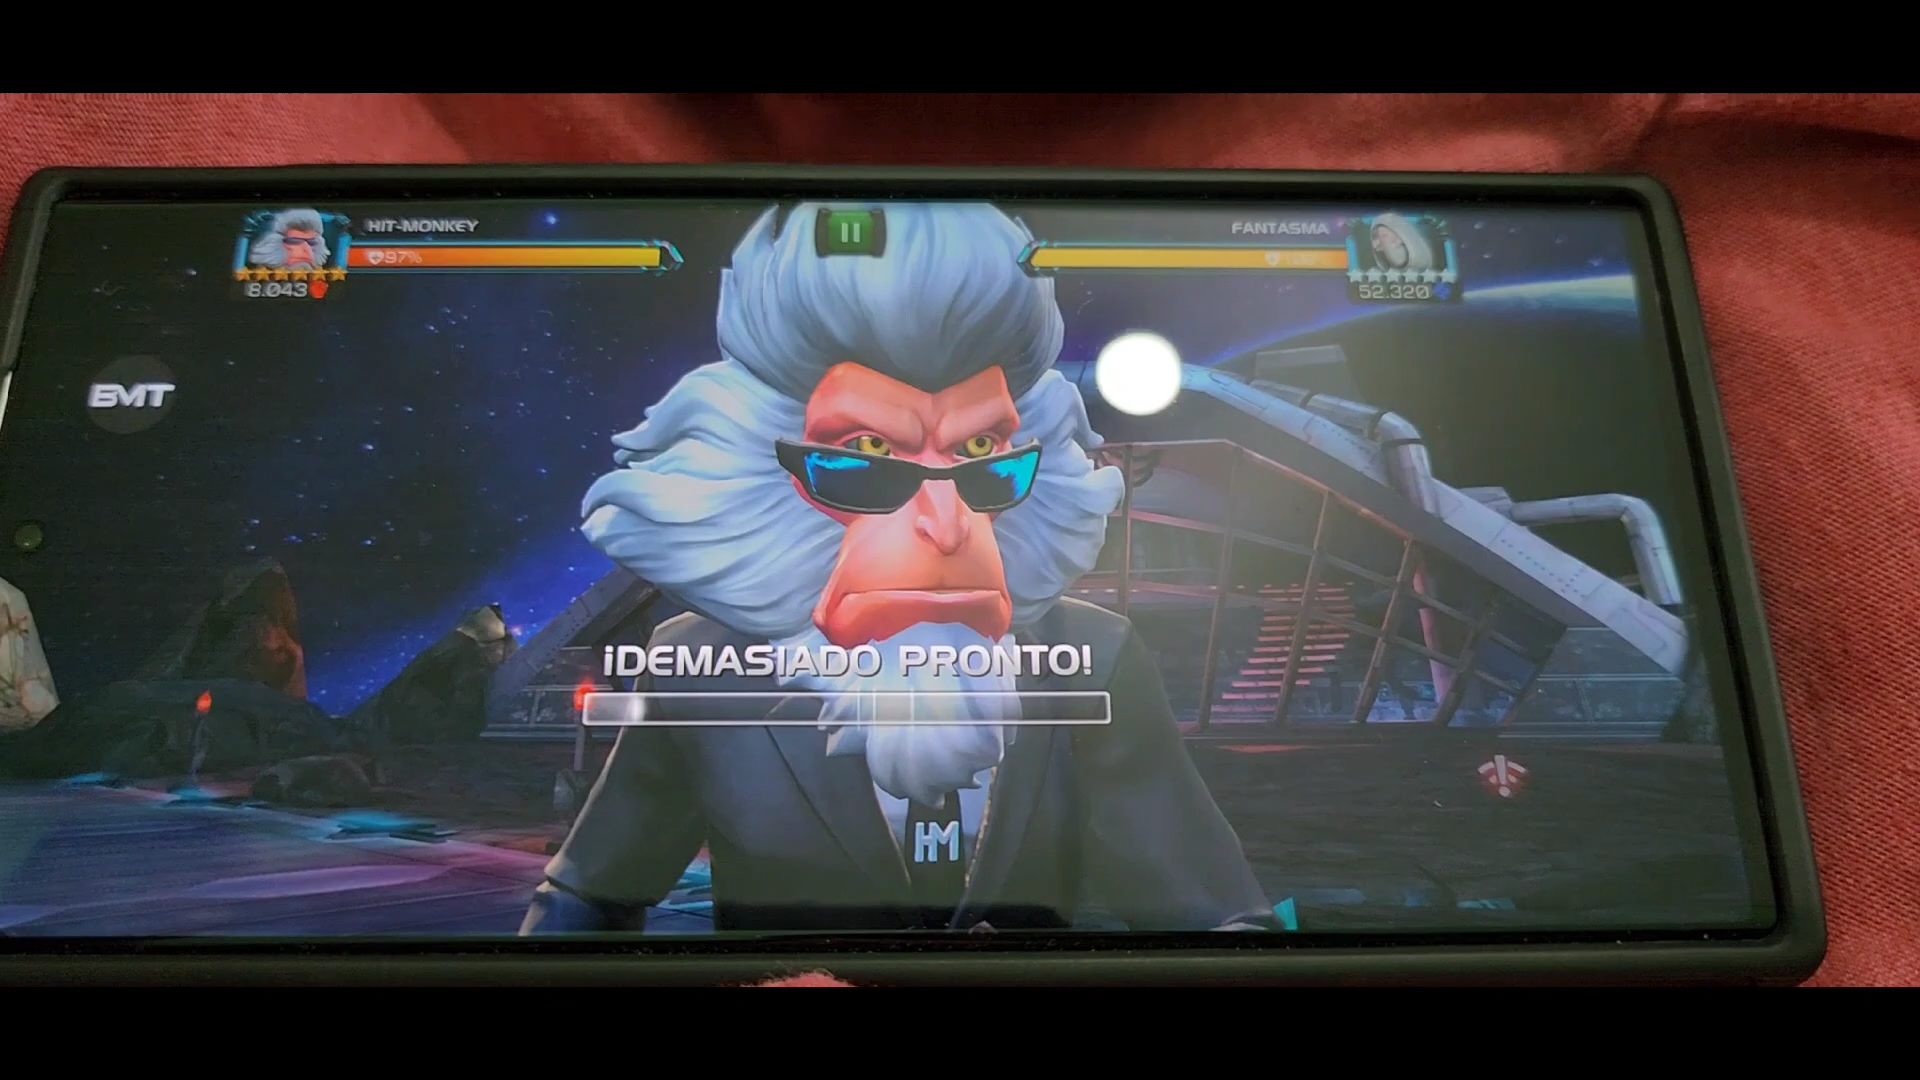 HIT-MONKEY
97%
8.043
FANTASMA
52.320
EMT
¡DEMASIADO PRONTO!
HM